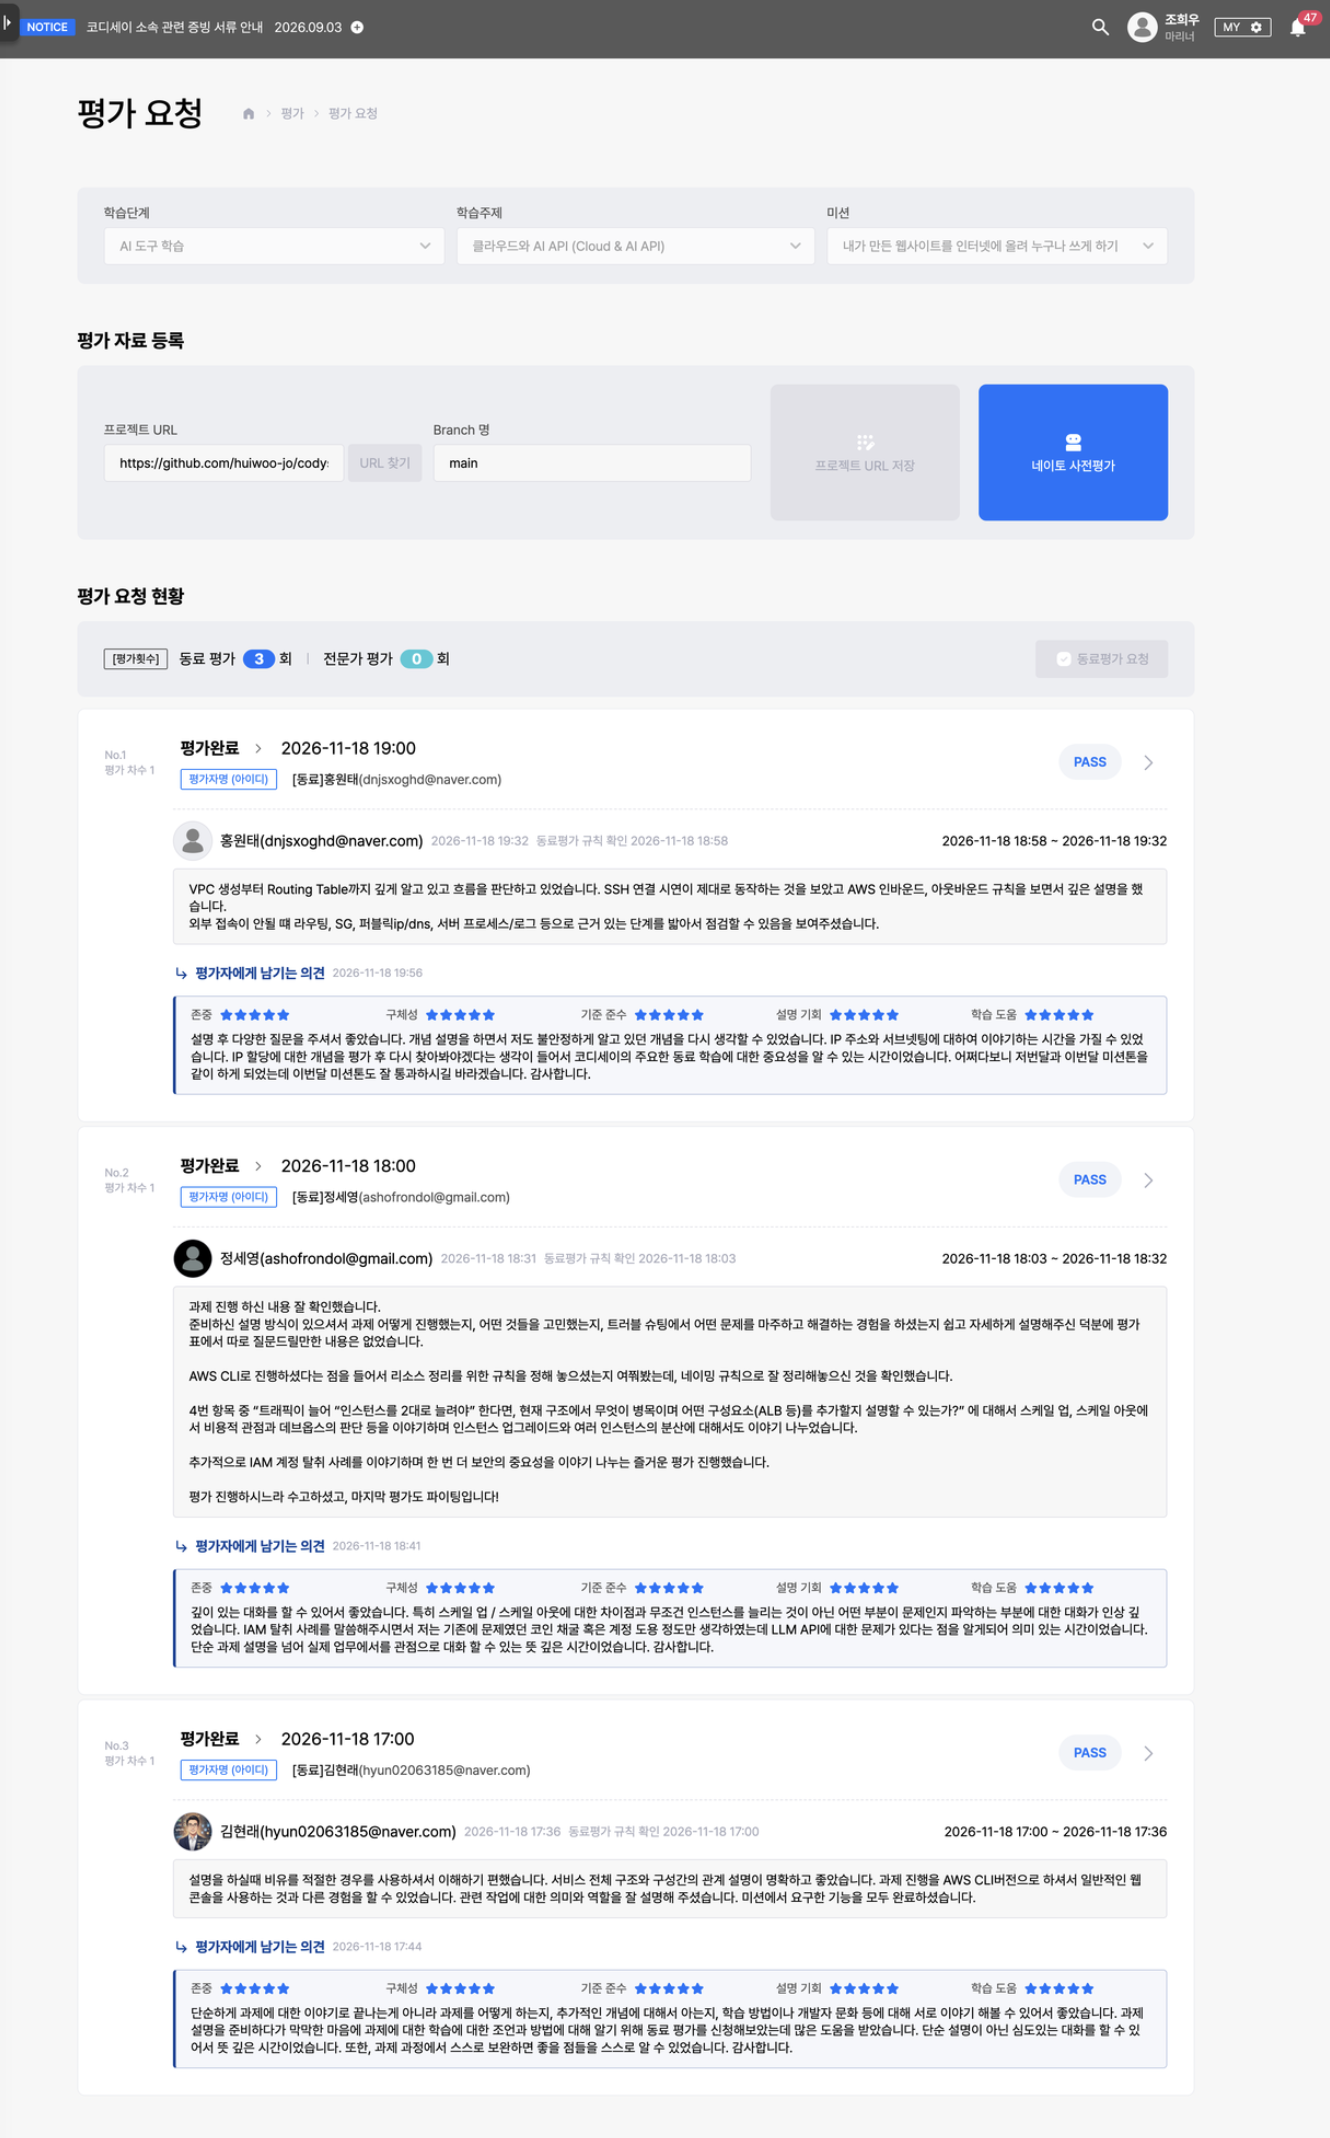 NOTICE 코디세이 소속 관련 증빙 서류 안내 2026.09.03
조희우
마리너
MY
47
평가 요청
평가 > 평가 요청
학습단계
학습주제
미션
AI 도구 학습
클라우드와 AI API (Cloud & AI API)
내가 만든 웹사이트를 인터넷에 올려 누구나 쓰게 하기
평가 자료 등록
프로젝트 URL
Branch 명
https://github.com/huiwoo-jo/cody
URL 찾기
main
프로젝트 URL 저장
네이토 사전평가
평가 요청 현황
[평가횟수] 동료 평가 3 회 | 전문가 평가 0 회
동료평가 요청
No.1
평가 차수 1
평가완료 > 2026-11-18 19:00
평가자명 (아이디) [동료]홍원태(dnjsxoghd@naver.com)
PASS
홍원태(dnjsxoghd@naver.com) 2026-11-18 19:32 동료평가 규칙 확인 2026-11-18 18:58
2026-11-18 18:58 ~ 2026-11-18 19:32
VPC 생성부터 Routing Table까지 깊게 알고 있고 흐름을 판단하고 있었습니다. SSH 연결 시연이 제대로 동작하는 것을 보았고 AWS 인바운드, 아웃바운드 규칙을 보면서 깊은 설명을 했
습니다.
외부 접속이 안될 떄 라우팅, SG, 퍼블릭ip/dns, 서버 프로세스/로그 등으로 근거 있는 단계를 밟아서 점검할 수 있음을 보여주셨습니다.
평가자에게 남기는 의견 2026-11-18 19:56
존중 ★★★★★ 구체성 ★★★★★ 기준 준수 ★★★★★ 설명 기회 ★★★★★ 학습 도움 ★★★★★
설명 후 다양한 질문을 주셔서 좋았습니다. 개념 설명을 하면서 저도 불안정하게 알고 있던 개념을 다시 생각할 수 있었습니다. IP 주소와 서브넷팅에 대하여 이야기하는 시간을 가질 수 있었
습니다. IP 할당에 대한 개념을 평가 후 다시 찾아봐야겠다는 생각이 들어서 코디세이의 주요한 동료 학습에 대한 중요성을 알 수 있는 시간이었습니다. 어쩌다보니 저번달과 이번달 미션톤을
같이 하게 되었는데 이번달 미션톤도 잘 통과하시길 바라겠습니다. 감사합니다.
No.2
평가 차수 1
평가완료 > 2026-11-18 18:00
평가자명 (아이디) [동료]정세영(ashofrondol@gmail.com)
PASS
정세영(ashofrondol@gmail.com) 2026-11-18 18:31 동료평가 규칙 확인 2026-11-18 18:03
2026-11-18 18:03 ~ 2026-11-18 18:32
과제 진행 하신 내용 잘 확인했습니다.
준비하신 설명 방식이 있으셔서 과제 어떻게 진행했는지, 어떤 것들을 고민했는지, 트러블 슈팅에서 어떤 문제를 마주하고 해결하는 경험을 하셨는지 쉽고 자세하게 설명해주신 덕분에 평가
표에서 따로 질문드릴만한 내용은 없었습니다.
AWS CLI로 진행하셨다는 점을 들어서 리소스 정리를 위한 규칙을 정해 놓으셨는지 여쭤봤는데, 네이밍 규칙으로 잘 정리해놓으신 것을 확인했습니다.
4번 항목 중 “트래픽이 늘어 “인스턴스를 2대로 늘려야” 한다면, 현재 구조에서 무엇이 병목이며 어떤 구성요소(ALB 등)를 추가할지 설명할 수 있는가?” 에 대해서 스케일 업, 스케일 아웃에
서 비용적 관점과 데브옵스의 판단 등을 이야기하며 인스턴스 업그레이드와 여러 인스턴스의 분산에 대해서도 이야기 나누었습니다.
추가적으로 IAM 계정 탈취 사례를 이야기하며 한 번 더 보안의 중요성을 이야기 나누는 즐거운 평가 진행했습니다.
평가 진행하시느라 수고하셨고, 마지막 평가도 파이팅입니다!
평가자에게 남기는 의견 2026-11-18 18:41
존중 ★★★★★ 구체성 ★★★★★ 기준 준수 ★★★★★ 설명 기회 ★★★★★ 학습 도움 ★★★★★
깊이 있는 대화를 할 수 있어서 좋았습니다. 특히 스케일 업 / 스케일 아웃에 대한 차이점과 무조건 인스턴스를 늘리는 것이 아닌 어떤 부분이 문제인지 파악하는 부분에 대한 대화가 인상 깊
었습니다. IAM 탈취 사례를 말씀해주시면서 저는 기존에 문제였던 코인 채굴 혹은 계정 도용 정도만 생각하였는데 LLM API에 대한 문제가 있다는 점을 알게되어 의미 있는 시간이었습니다.
단순 과제 설명을 넘어 실제 업무에서를 관점으로 대화 할 수 있는 뜻 깊은 시간이었습니다. 감사합니다.
No.3
평가 차수 1
평가완료 > 2026-11-18 17:00
평가자명 (아이디) [동료]김현래(hyun02063185@naver.com)
PASS
김현래(hyun02063185@naver.com) 2026-11-18 17:36 동료평가 규칙 확인 2026-11-18 17:00
2026-11-18 17:00 ~ 2026-11-18 17:36
설명을 하실때 비유를 적절한 경우를 사용하셔서 이해하기 편했습니다. 서비스 전체 구조와 구성간의 관계 설명이 명확하고 좋았습니다. 과제 진행을 AWS CLI버전으로 하셔서 일반적인 웹
콘솔을 사용하는 것과 다른 경험을 할 수 있었습니다. 관련 작업에 대한 의미와 역할을 잘 설명해 주셨습니다. 미션에서 요구한 기능을 모두 완료하셨습니다.
평가자에게 남기는 의견 2026-11-18 17:44
존중 ★★★★★ 구체성 ★★★★★ 기준 준수 ★★★★★ 설명 기회 ★★★★★ 학습 도움 ★★★★★
단순하게 과제에 대한 이야기로 끝나는게 아니라 과제를 어떻게 하는지, 추가적인 개념에 대해서 아는지, 학습 방법이나 개발자 문화 등에 대해 서로 이야기 해볼 수 있어서 좋았습니다. 과제
설명을 준비하다가 막막한 마음에 과제에 대한 학습에 대한 조언과 방법에 대해 알기 위해 동료 평가를 신청해보았는데 많은 도움을 받았습니다. 단순 설명이 아닌 심도있는 대화를 할 수 있
어서 뜻 깊은 시간이었습니다. 또한, 과제 과정에서 스스로 보완하면 좋을 점들을 스스로 알 수 있었습니다. 감사합니다.